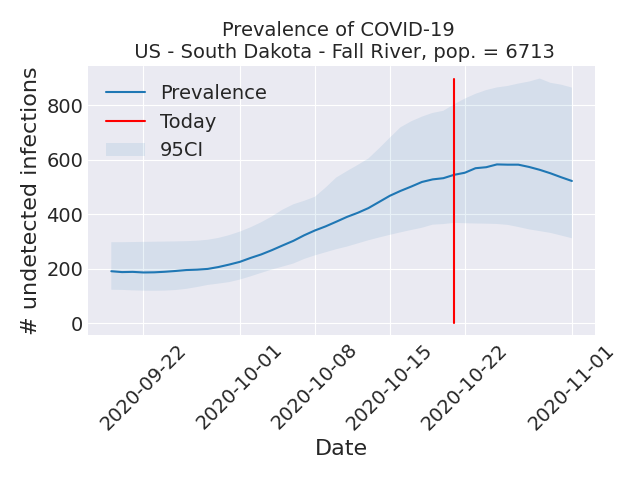 Prevalence of COVID-19
US - South Dakota - Fall River, pop. = 6713
Prevalence
Today
95CI
# undetected infections
800
600
400
200
0
2020-09-22
2020-10-01
2020-10-08
2020-10-15
2020-10-22
2020-11-01
Date